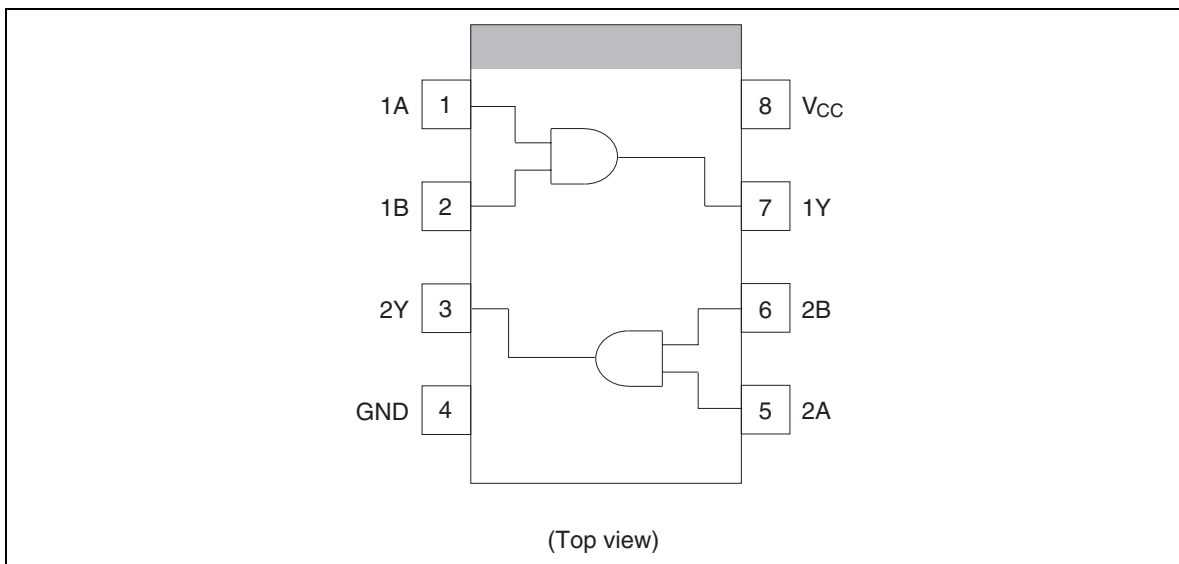 1A 1 8 VCC
1B 2 7 1Y
2Y 3 6 2B
GND 4 5 2A
(Top view)